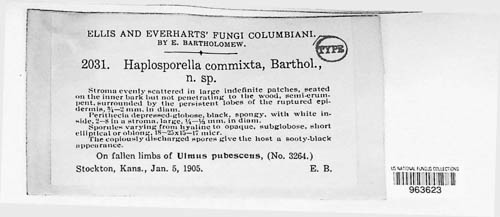 ELLIS AND EVERHARTS' FUNGI COLUMBIANI.
BY E. BARTHOLOMEW.
TYPE
2031. Haplosporella commixta, Barthol.,
n. sp.
Stroma evenly scattered in large indefinite patches, seated
on the inner bark but not penetrating to the wood, semi-erum-
pent, surrounded by the persistent lobes of the ruptured epi-
dermis, ¾—2 mm. in diam.
Perithecia depressed-globose, black, spongy, with white in-
side, 2—8 in a stroma, large, ¼—½ mm, in diam.
Sporules varying from hyaline to opaque, subglobose, short
elliptical or oblong, 18—25x15—17 micr.
The copiously discharged spores give the host a sooty-black
appearance.
On fallen limbs of Ulmus pubescens, (No. 3264.)
Stockton, Kans., Jan. 5, 1905. E. B.
US NATIONAL FUNGUS COLLECTIONS
963623